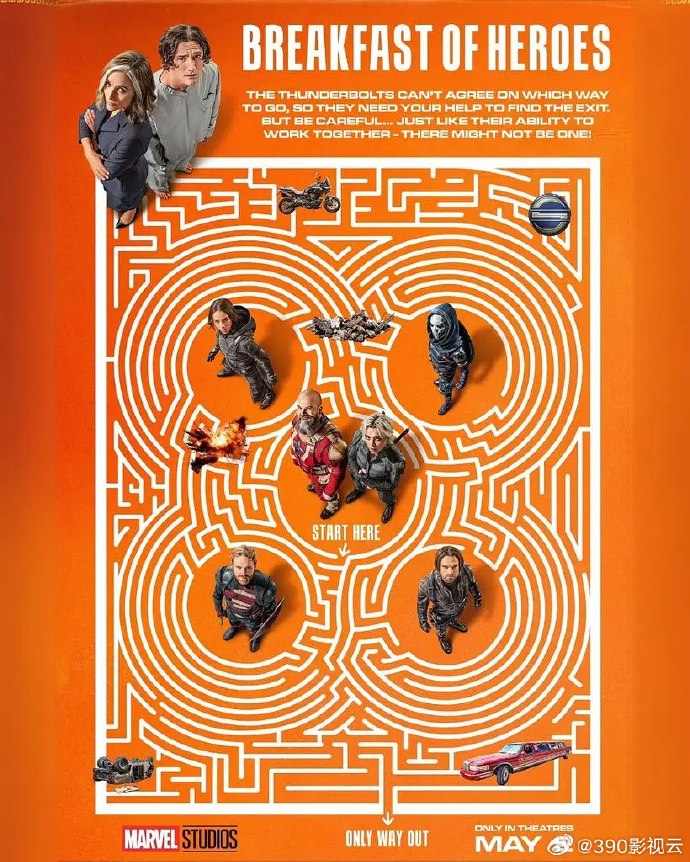 BREAKFAST OF HEROES
THE THUNDERBOLTS CAN'T AGREE ON WHICH WAY
TO GO, SO THEY NEED YOUR HELP TO FIND THE EXIT.
BUT BE CAREFUL... JUST LIKE THEIR ABILITY TO
WORK TOGETHER - THERE MIGHT NOT BE ONE!
START HERE
MARVEL STUDIOS
ONLY WAY OUT
ONLY IN THEATRES
MAY
@390影视云